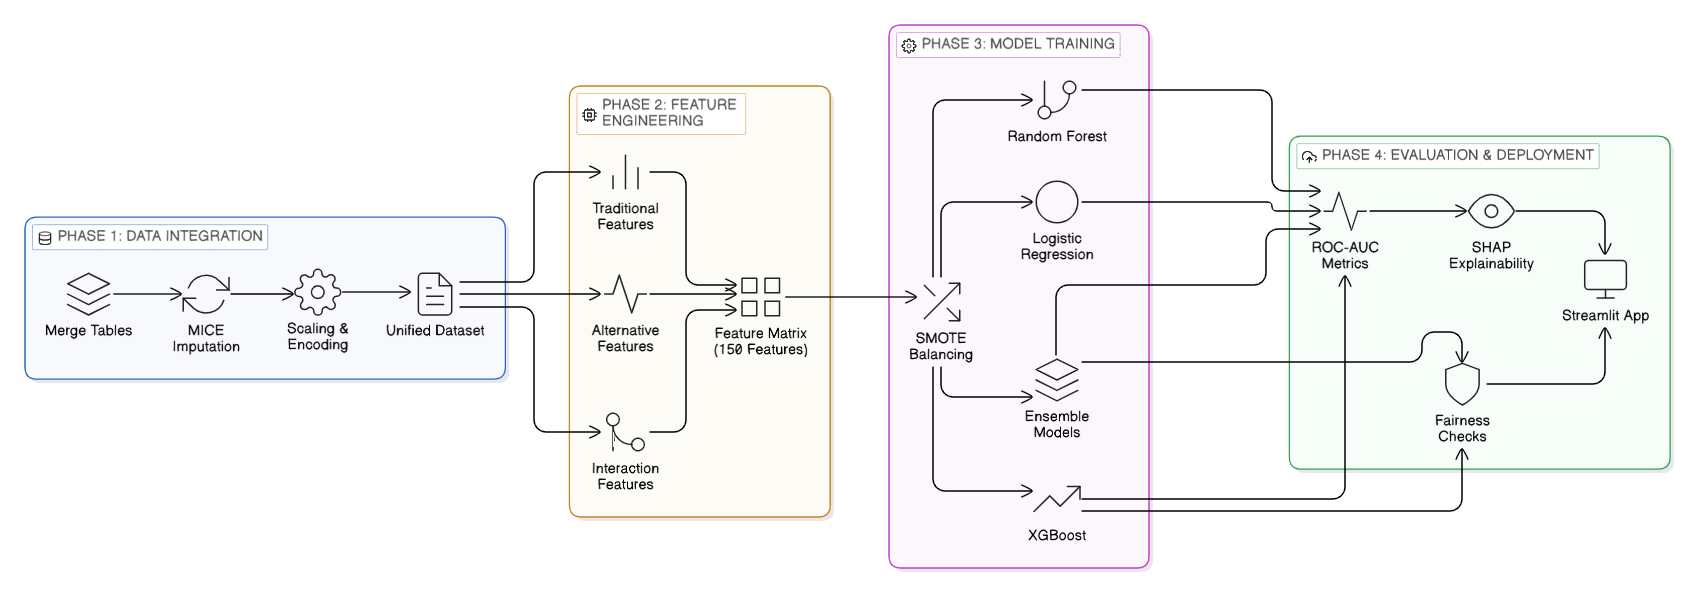 PHASE 1: DATA INTEGRATION
Merge Tables
MICE
Imputation
Scaling &
Encoding
Unified Dataset
PHASE 2: FEATURE
ENGINEERING
Traditional
Features
Alternative
Features
Interaction
Features
Feature Matrix
(150 Features)
PHASE 3: MODEL TRAINING
SMOTE
Balancing
Random Forest
Logistic
Regression
Ensemble
Models
XGBoost
PHASE 4: EVALUATION & DEPLOYMENT
ROC-AUC
Metrics
SHAP
Explainability
Streamlit App
Fairness
Checks